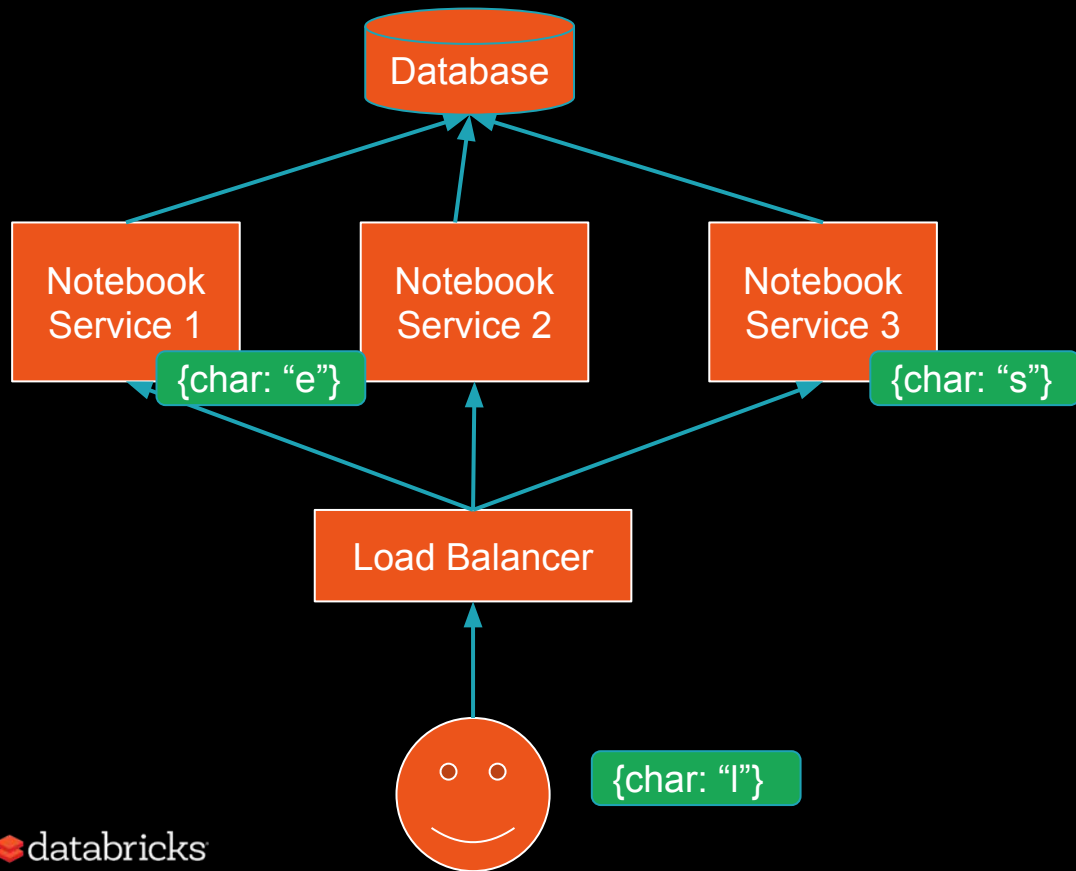 Database
Notebook
Service 1
Notebook
Service 2
Notebook
Service 3
{char: “e”}
{char: “s”}
Load Balancer
{char: “l”}
databricks